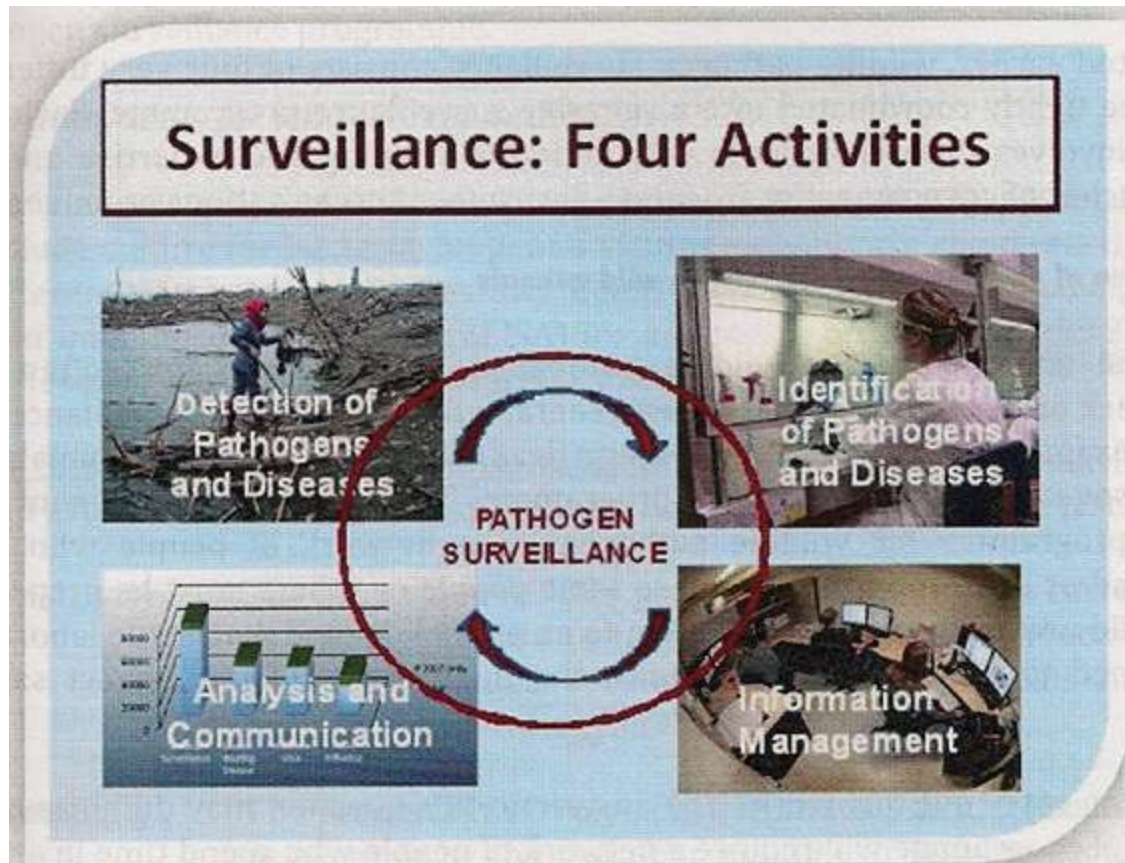 Surveillance: Four Activities
Detection of
Pathogens
and Diseases
Identification
of Pathogens
and Diseases
PATHOGEN
SURVEILLANCE
Analysis and
Communication
Information
Management